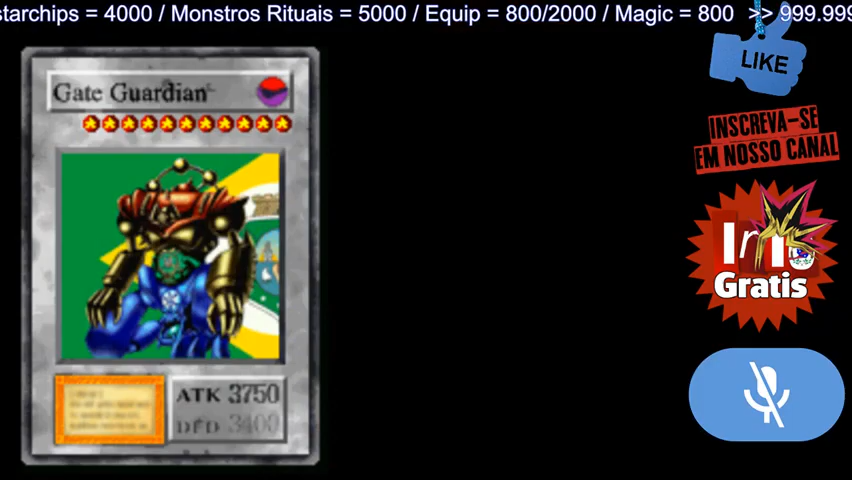 starchips = 4000 / Monstros Rituais = 5000 / Equip = 800/2000 / Magic = 800 >> 999.999
LIKE
Gate Guardian
INSCREVA-SE
EM NOSSO CANAL
Gratis
ATK 3750
DFD 3400